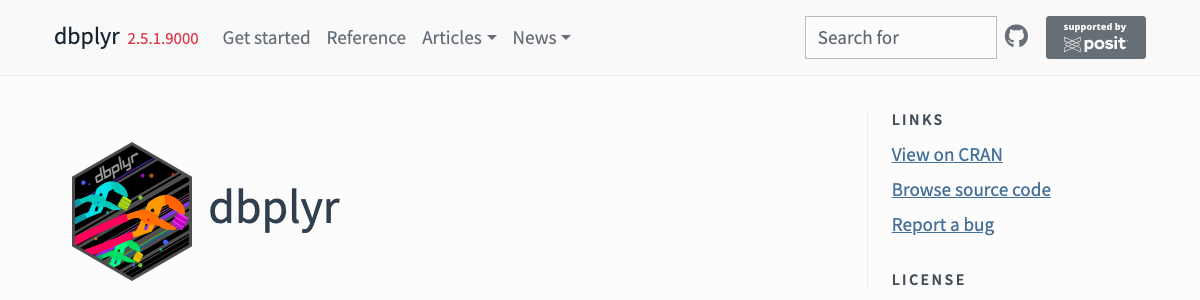 dbplyr 2.5.1.9000 Get started Reference Articles News Search for supported by posit
LINKS
View on CRAN
dbplyr
dbplyr
Browse source code
Report a bug
LICENSE